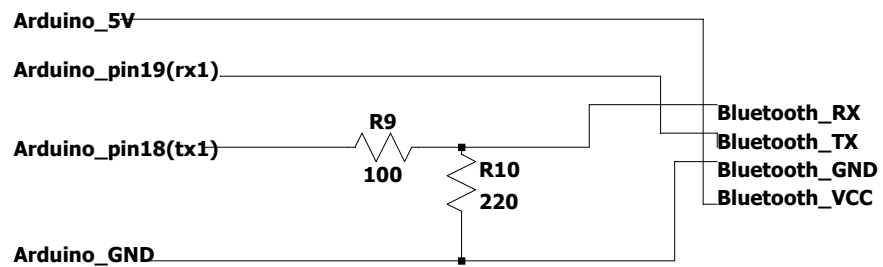 Arduino_5V
Arduino_pin19(rx1)
Arduino_pin18(tx1)
R9
100
R10
220
Arduino_GND
Bluetooth_RX
Bluetooth_TX
Bluetooth_GND
Bluetooth_VCC